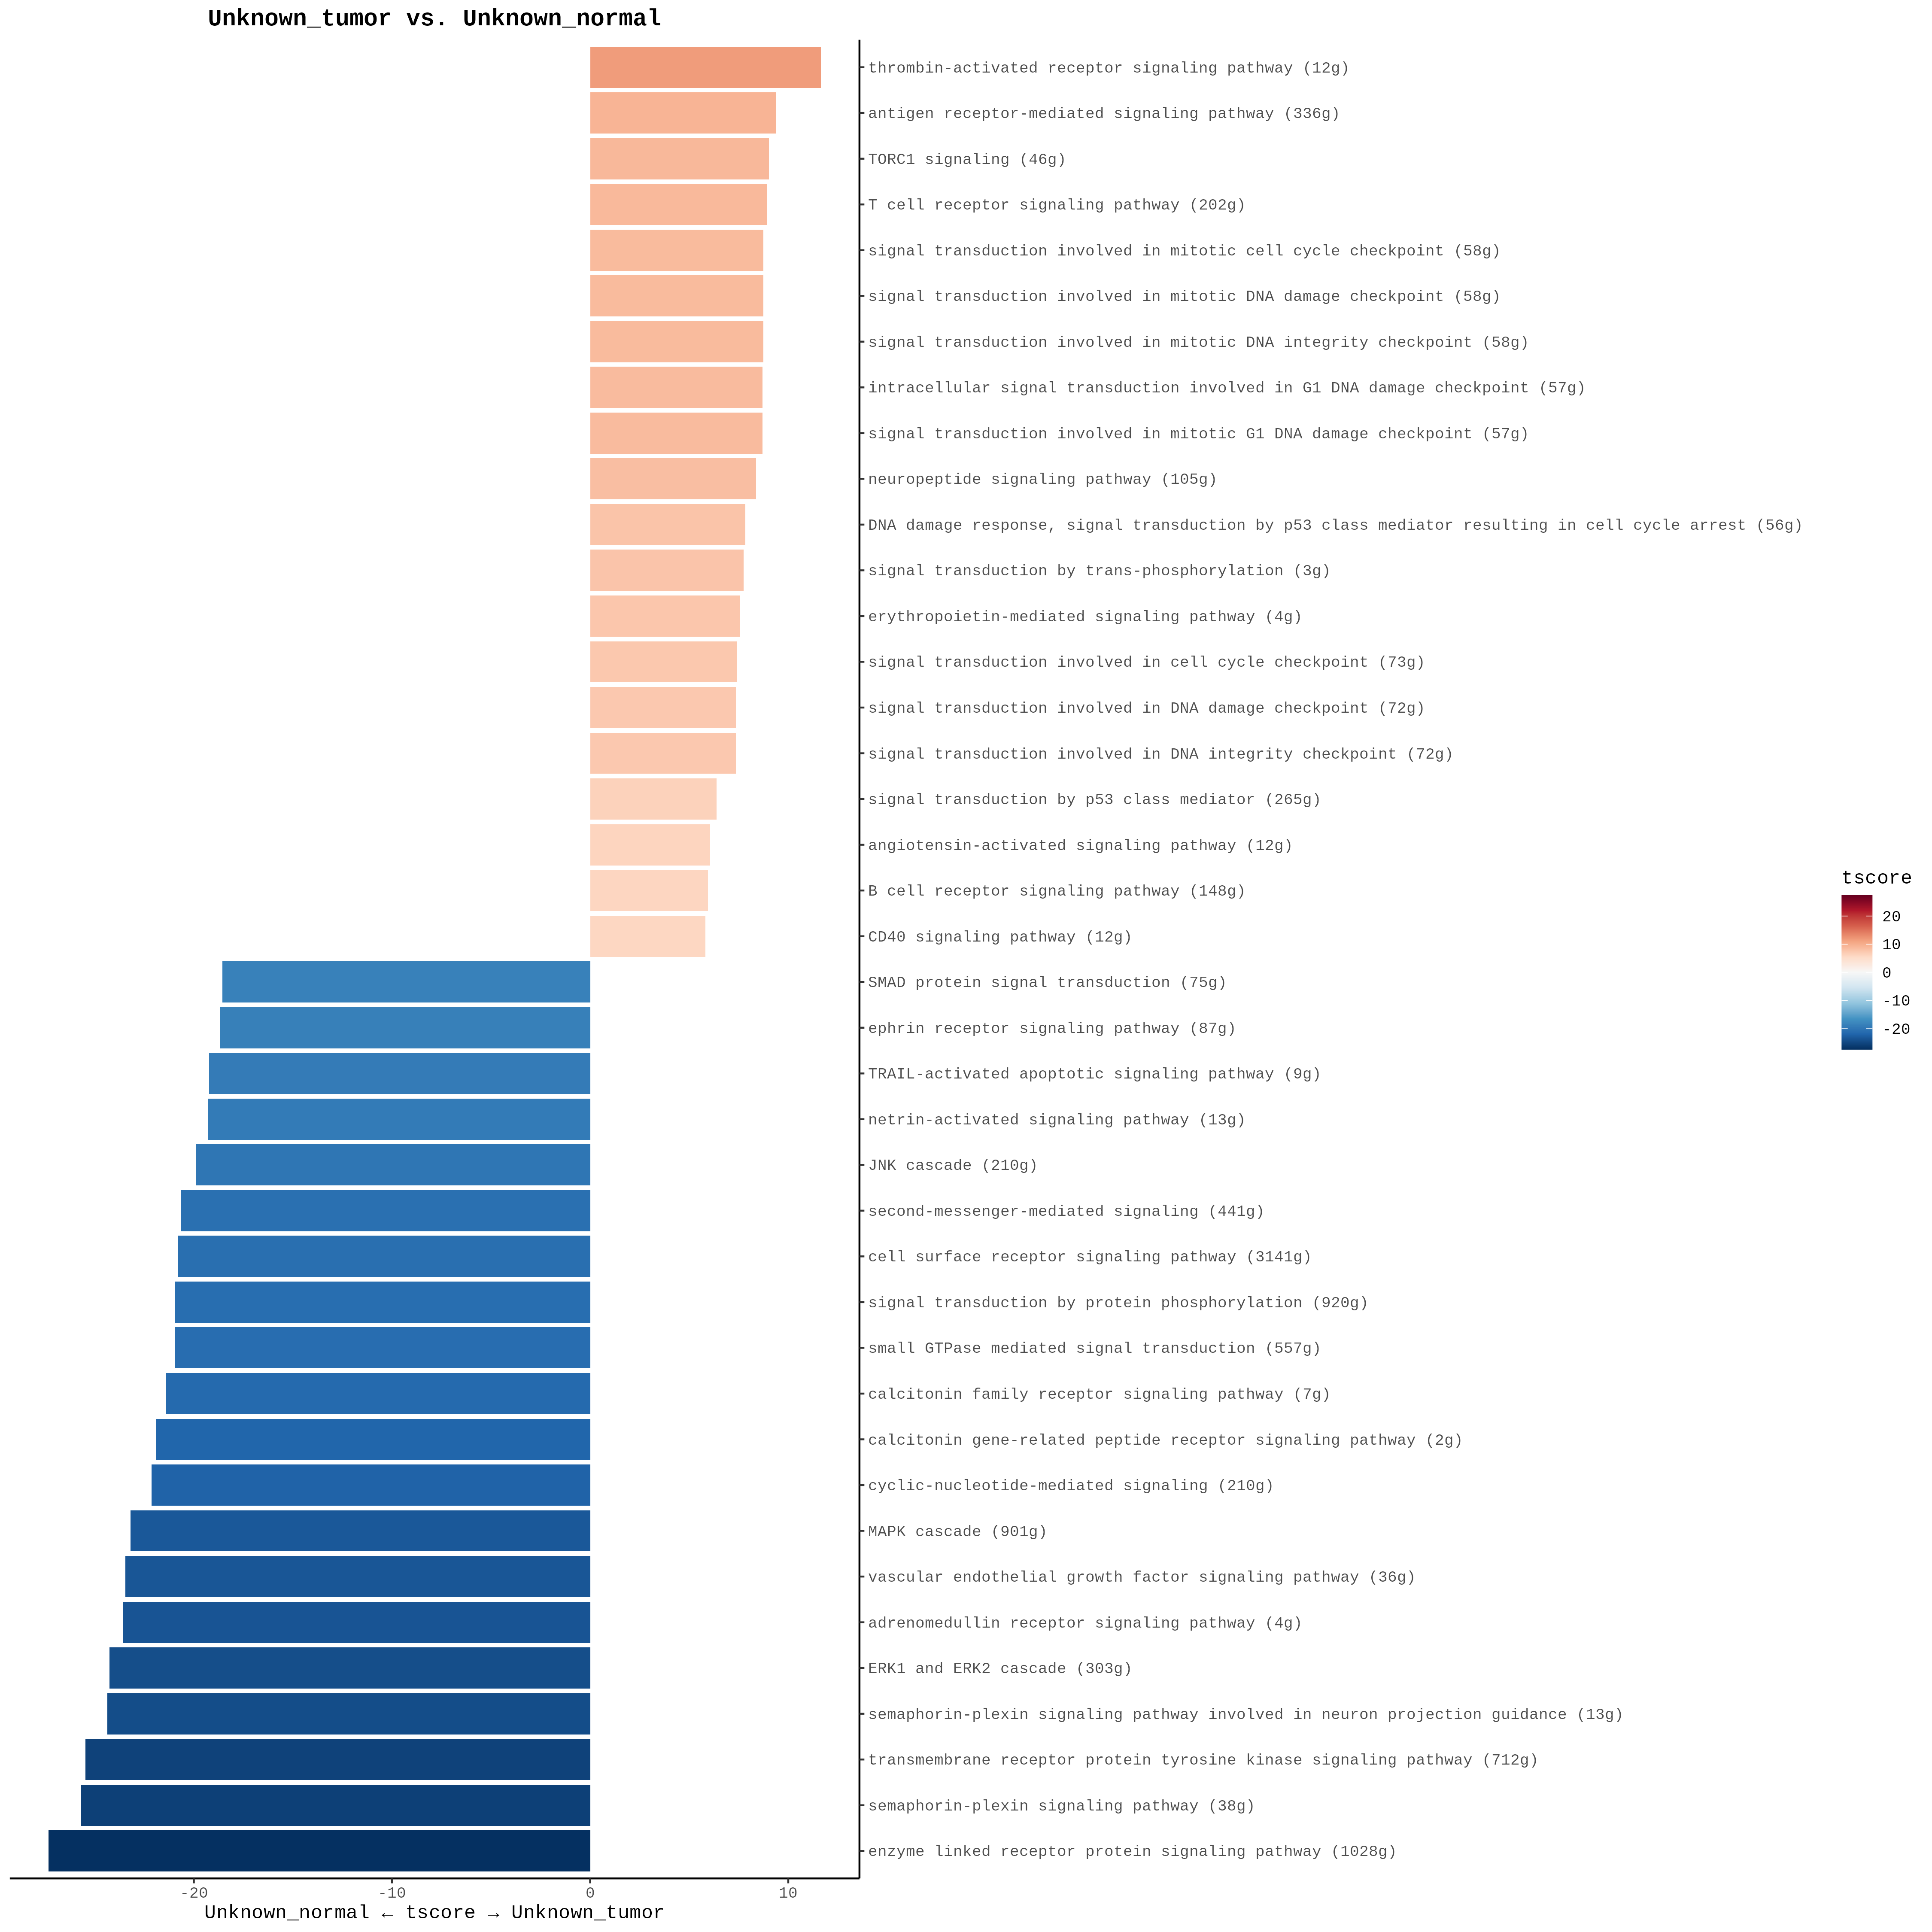 Unknown_tumor vs. Unknown_normal
thrombin-activated receptor signaling pathway (12g)
antigen receptor-mediated signaling pathway (336g)
TORC1 signaling (46g)
T cell receptor signaling pathway (202g)
signal transduction involved in mitotic cell cycle checkpoint (58g)
signal transduction involved in mitotic DNA damage checkpoint (58g)
signal transduction involved in mitotic DNA integrity checkpoint (58g)
intracellular signal transduction involved in G1 DNA damage checkpoint (57g)
signal transduction involved in mitotic G1 DNA damage checkpoint (57g)
neuropeptide signaling pathway (105g)
DNA damage response, signal transduction by p53 class mediator resulting in cell cycle arrest (56g)
signal transduction by trans-phosphorylation (3g)
erythropoietin-mediated signaling pathway (4g)
signal transduction involved in cell cycle checkpoint (73g)
signal transduction involved in DNA damage checkpoint (72g)
signal transduction involved in DNA integrity checkpoint (72g)
signal transduction by p53 class mediator (265g)
angiotensin-activated signaling pathway (12g)
B cell receptor signaling pathway (148g)
CD40 signaling pathway (12g)
SMAD protein signal transduction (75g)
ephrin receptor signaling pathway (87g)
TRAIL-activated apoptotic signaling pathway (9g)
netrin-activated signaling pathway (13g)
JNK cascade (210g)
second-messenger-mediated signaling (441g)
cell surface receptor signaling pathway (3141g)
signal transduction by protein phosphorylation (920g)
small GTPase mediated signal transduction (557g)
calcitonin family receptor signaling pathway (7g)
calcitonin gene-related peptide receptor signaling pathway (2g)
cyclic-nucleotide-mediated signaling (210g)
MAPK cascade (901g)
vascular endothelial growth factor signaling pathway (36g)
adrenomedullin receptor signaling pathway (4g)
ERK1 and ERK2 cascade (303g)
semaphorin-plexin signaling pathway involved in neuron projection guidance (13g)
transmembrane receptor protein tyrosine kinase signaling pathway (712g)
semaphorin-plexin signaling pathway (38g)
enzyme linked receptor protein signaling pathway (1028g)
-20 -10 0 10
Unknown_normal ← tscore → Unknown_tumor
tscore
20
10
0
-10
-20